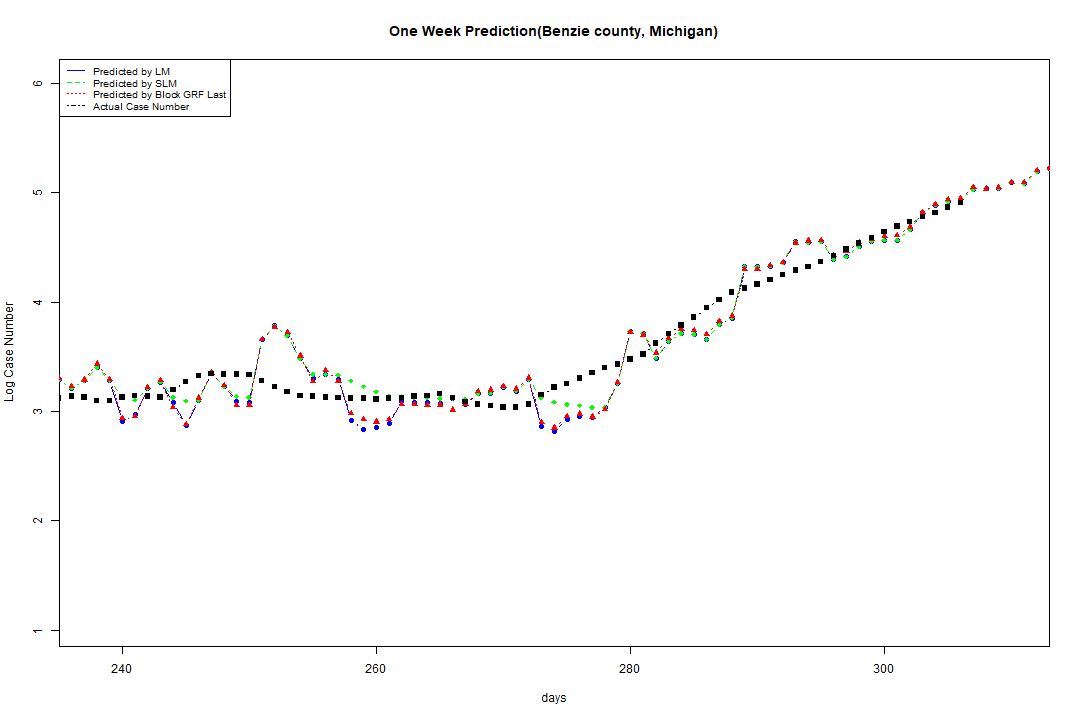 One Week Prediction(Benzie county, Michigan)
Predicted by LM
Predicted by SLM
Predicted by Block GRF Last
Actual Case Number
6
5
4
3
2
1
Log Case Number
240 260 280 300
days